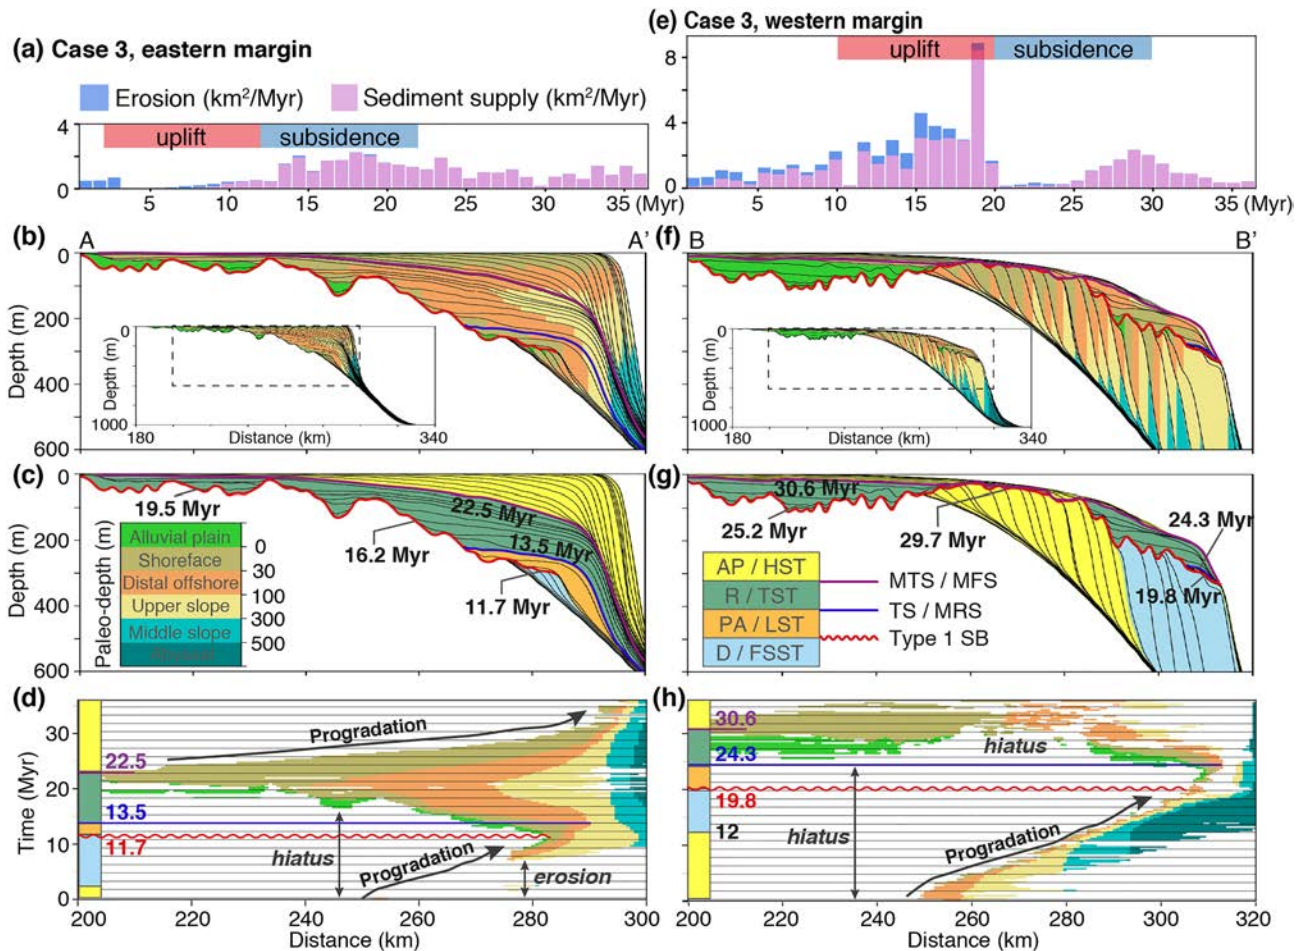 (a) Case 3, eastern margin
Erosion (km²/Myr)
Sediment supply (km²/Myr)
uplift
subsidence
4
2
0
5
10
15
20
25
30
35 (Myr)
(e) Case 3, western margin
uplift
subsidence
8
4
0
5
10
15
20
25
30
35 (Myr)
(b) A
A'
0
200
400
600
Depth (m)
0
1000
Depth (m)
180
Distance (km)
340
(f) B
B'
0
1000
Depth (m)
180
Distance (km)
340
Depth (m)
(c)
0
200
400
600
Depth (m)
19.5 Myr
22.5 Myr
16.2 Myr
13.5 Myr
11.7 Myr
Paleo-depth (m)
Alluvial plain
0
Shoreface
30
Distal offshore
100
Upper slope
300
Middle slope
500
(g)
30.6 Myr
25.2 Myr
29.7 Myr
24.3 Myr
19.8 Myr
Depth (m)
AP / HST
R / TST
PA / LST
D / FSST
MTS / MFS
TS / MRS
Type 1 SB
(d)
30
20
10
0
Time (Myr)
22.5
13.5
11.7
Progradation
hiatus
Progradation
erosion
200
220
240
260
280
300
Distance (km)
(h)
30.6
24.3
19.8
12
hiatus
hiatus
Progradation
200
220
240
260
280
300
320
Distance (km)